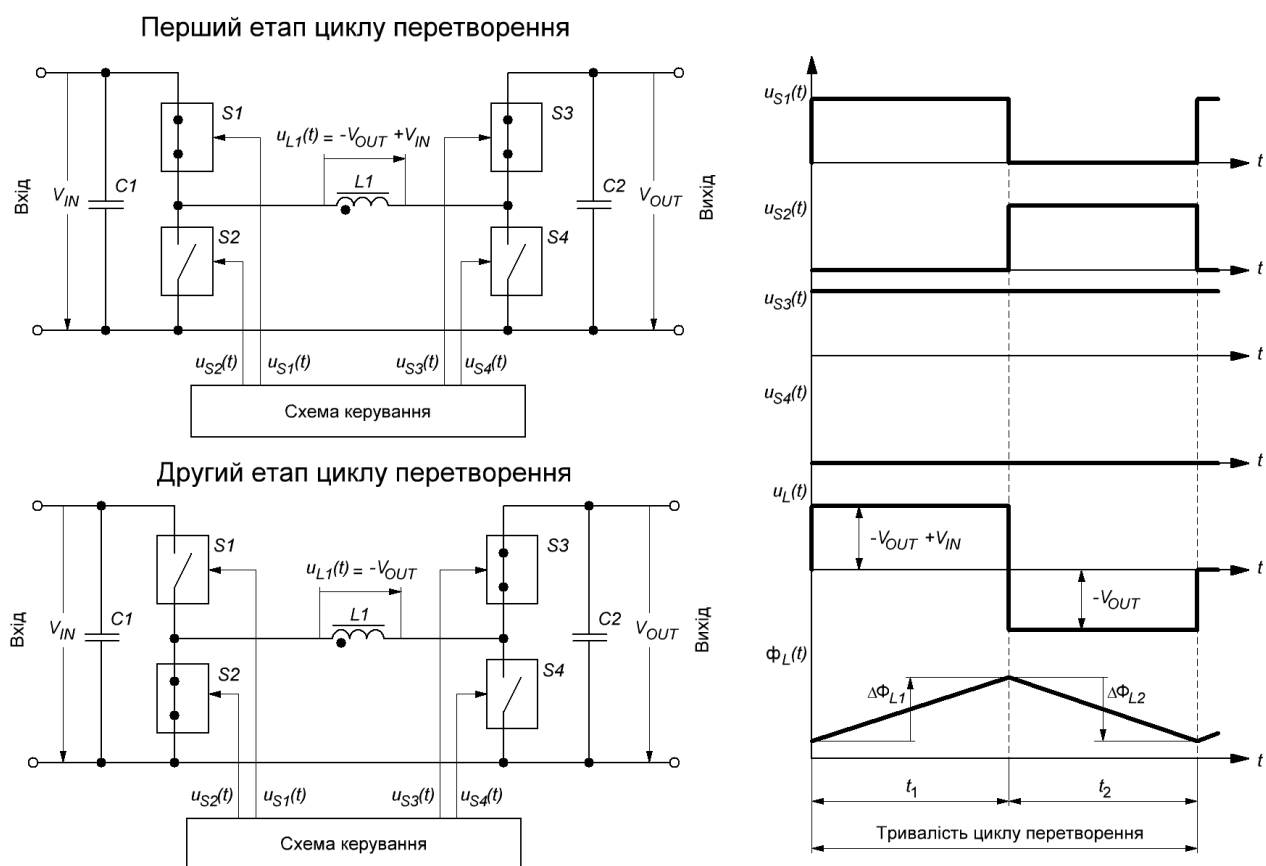 Перший етап циклу перетворення
S1
S3
u_L1(t) = -V_OUT +V_IN
Вхід
V_IN
C1
L1
C2
V_OUT
Вихід
S2
S4
u_S2(t)
u_S1(t)
u_S3(t)
u_S4(t)
Схема керування
Другий етап циклу перетворення
S1
S3
u_L1(t) = -V_OUT
Вхід
V_IN
C1
L1
C2
V_OUT
Вихід
S2
S4
u_S2(t)
u_S1(t)
u_S3(t)
u_S4(t)
Схема керування
u_S1(t)
t
u_S2(t)
t
u_S3(t)
t
u_S4(t)
t
u_L(t)
-V_OUT +V_IN
t
-V_OUT
ф_L(t)
ΔФ_L1
ΔФ_L2
t
t_1
t_2
Тривалість циклу перетворення